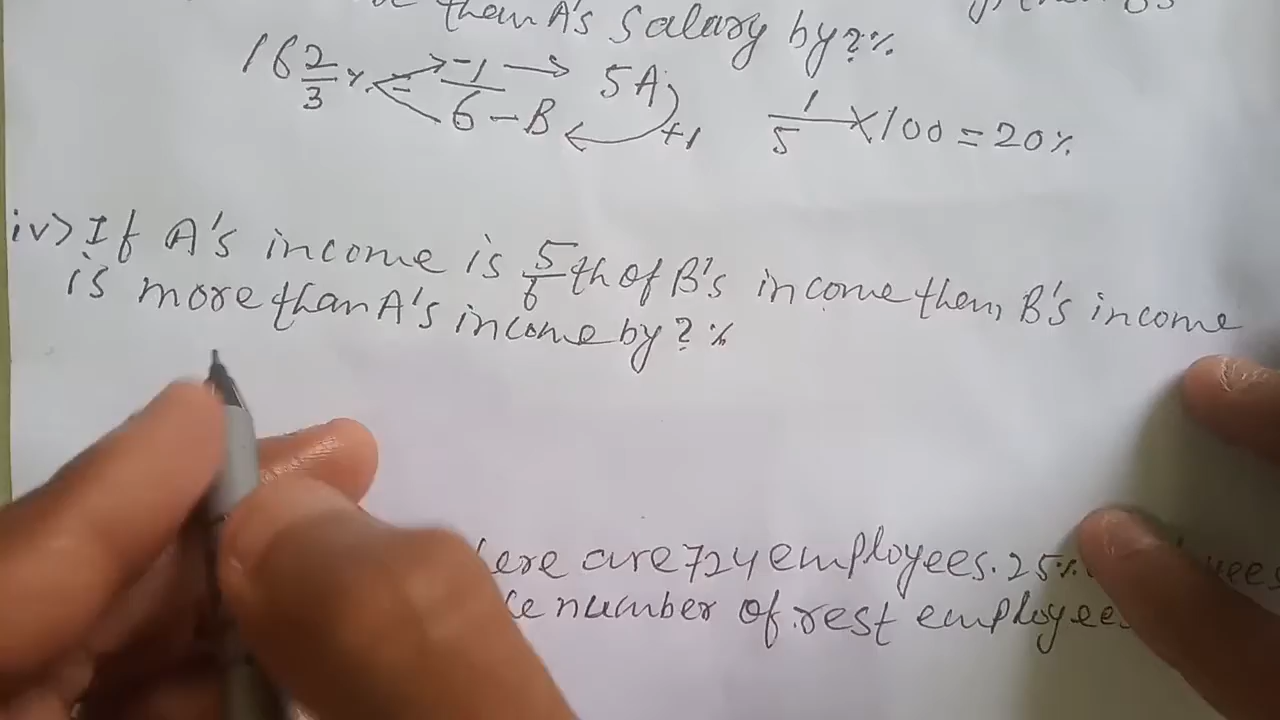 than A's Salary by?%
16 2/3 % -1/6 → 5A
6 - B +1 1/5 × 100 = 20%
iv> If A's income is 5/6 th of B's income then, B's income
is more than A's income by? %
ere are 724 employees. 25%
number of rest employees